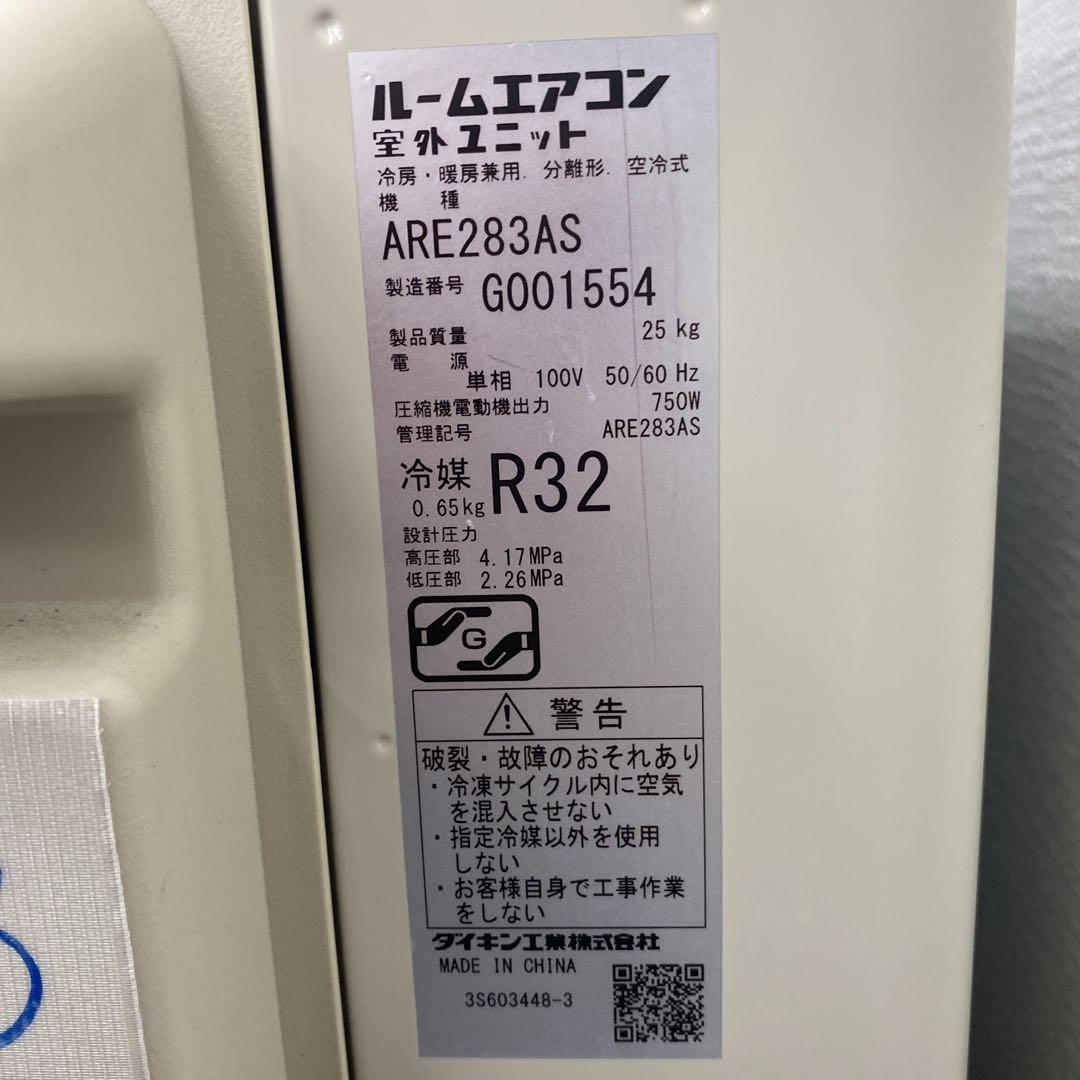 ルームエアコン
室外ユニット
冷房・暖房兼用. 分離形. 空冷式
機 種
ARE283AS
製造番号 G001554
製品質量 25 kg
電 源
単相 100V 50/60 Hz
圧縮機電動機出力 750W
管理記号 ARE283AS
冷媒 R32
0.65kg
設計圧力
高圧部 4.17MPa
低圧部 2.26MPa
G
警告
破裂・故障のおそれあり
・冷凍サイクル内に空気
を混入させない
・指定冷媒以外を使用
しない
・お客様自身で工事作業
をしない
ダイキン工業株式会社
MADE IN CHINA
3S603448-3